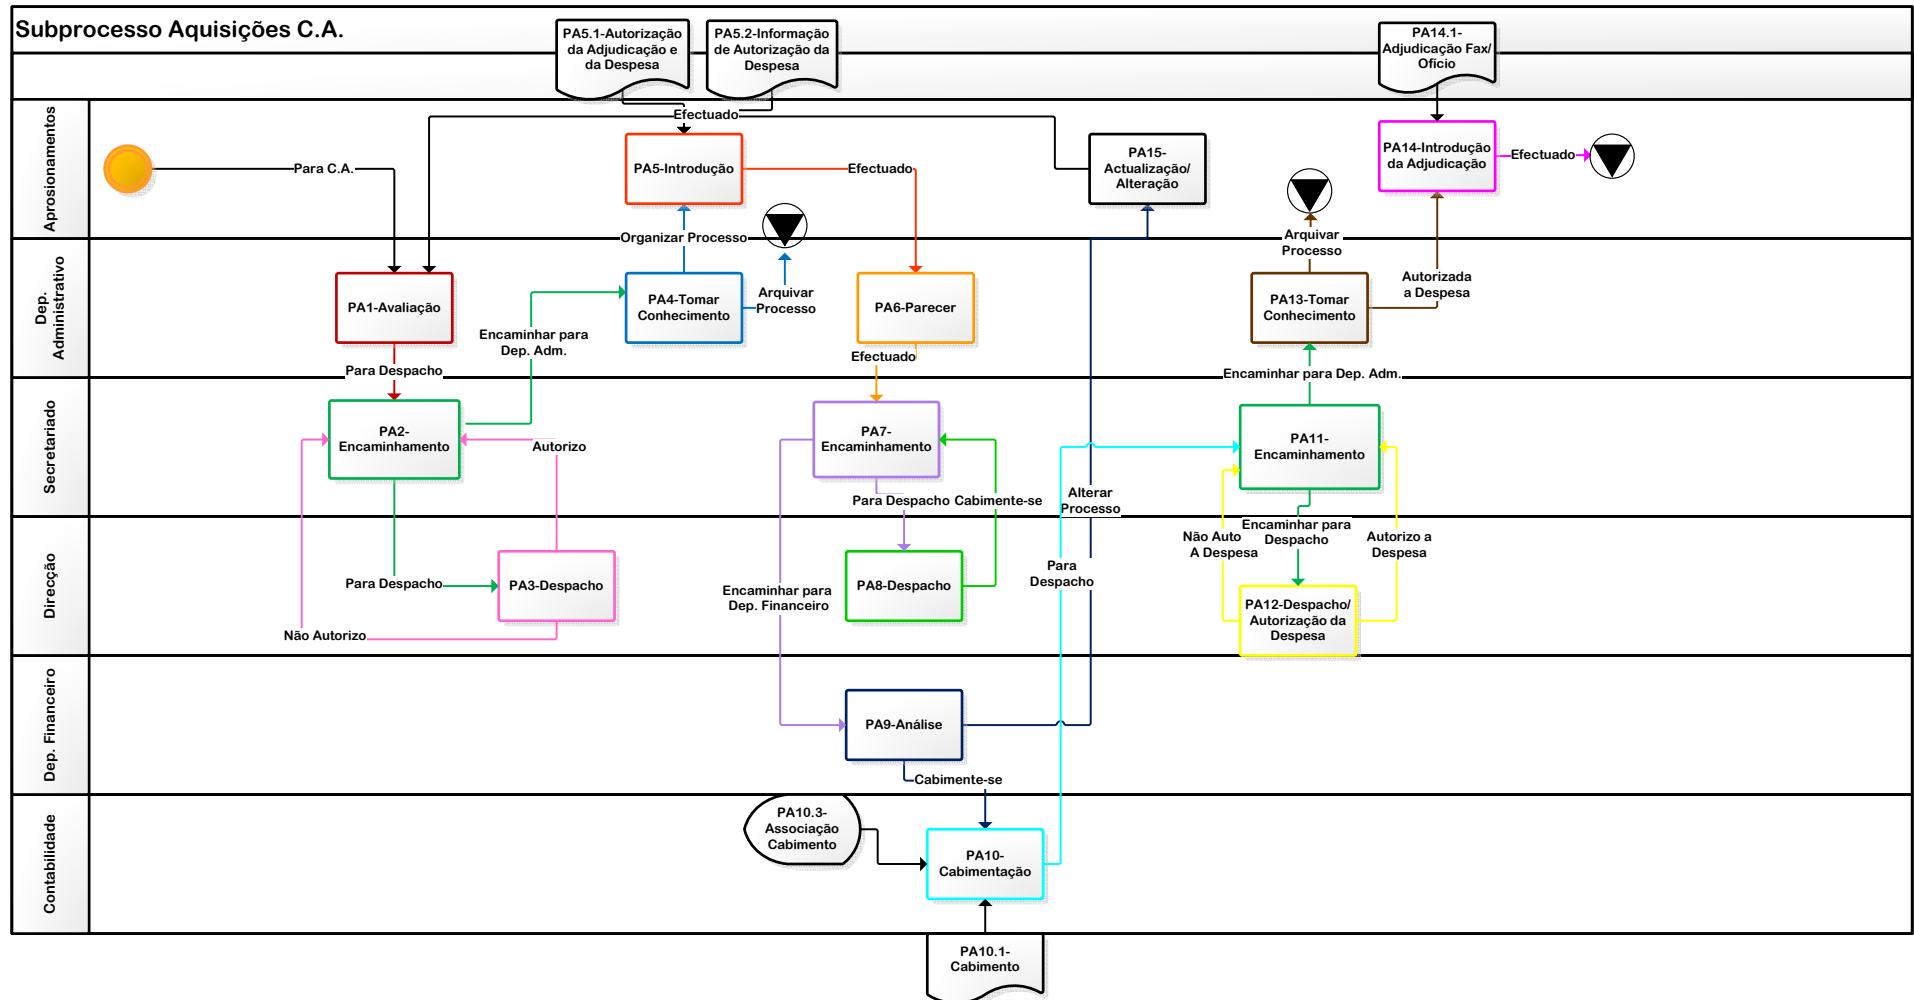 Subprocesso Aquisições C.A.
PA5.1-Autorização
da Adjudicação e
da Despesa
PA5.2-Informação
de Autorização da
Despesa
PA14.1-
Adjudicação Fax/
Ofício
Aprosionamentos
Para C.A.
Efectuado
PA5-Introdução
Efectuado
PA15-
Actualização/
Alteração
PA14-Introdução
da Adjudicação
Efectuado
Organizar Processo
Arquivar
Processo
Dep.
Administrativo
PA1-Avaliação
PA4-Tomar
Conhecimento
Arquivar
Processo
PA6-Parecer
PA13-Tomar
Conhecimento
Autorizada
a Despesa
Encaminhar para
Dep. Adm.
Para Despacho
Efectuado
Encaminhar para Dep. Adm.
Secretariado
PA2-
Encaminhamento
Autorizo
PA7-
Encaminhamento
PA11-
Encaminhamento
Para Despacho
Cabimente-se
Alterar
Processo
Direcção
Não Auto
A Despesa
Encaminhar para
Despacho
Autorizo a
Despesa
Para Despacho
PA3-Despacho
Encaminhar para
Dep. Financeiro
PA8-Despacho
Para
Despacho
PA12-Despacho/
Autorização da
Despesa
Não Autorizo
Dep. Financeiro
PA9-Análise
Cabimente-se
Contabilidade
PA10.3-
Associação
Cabimento
PA10-
Cabimentação
PA10.1-
Cabimento